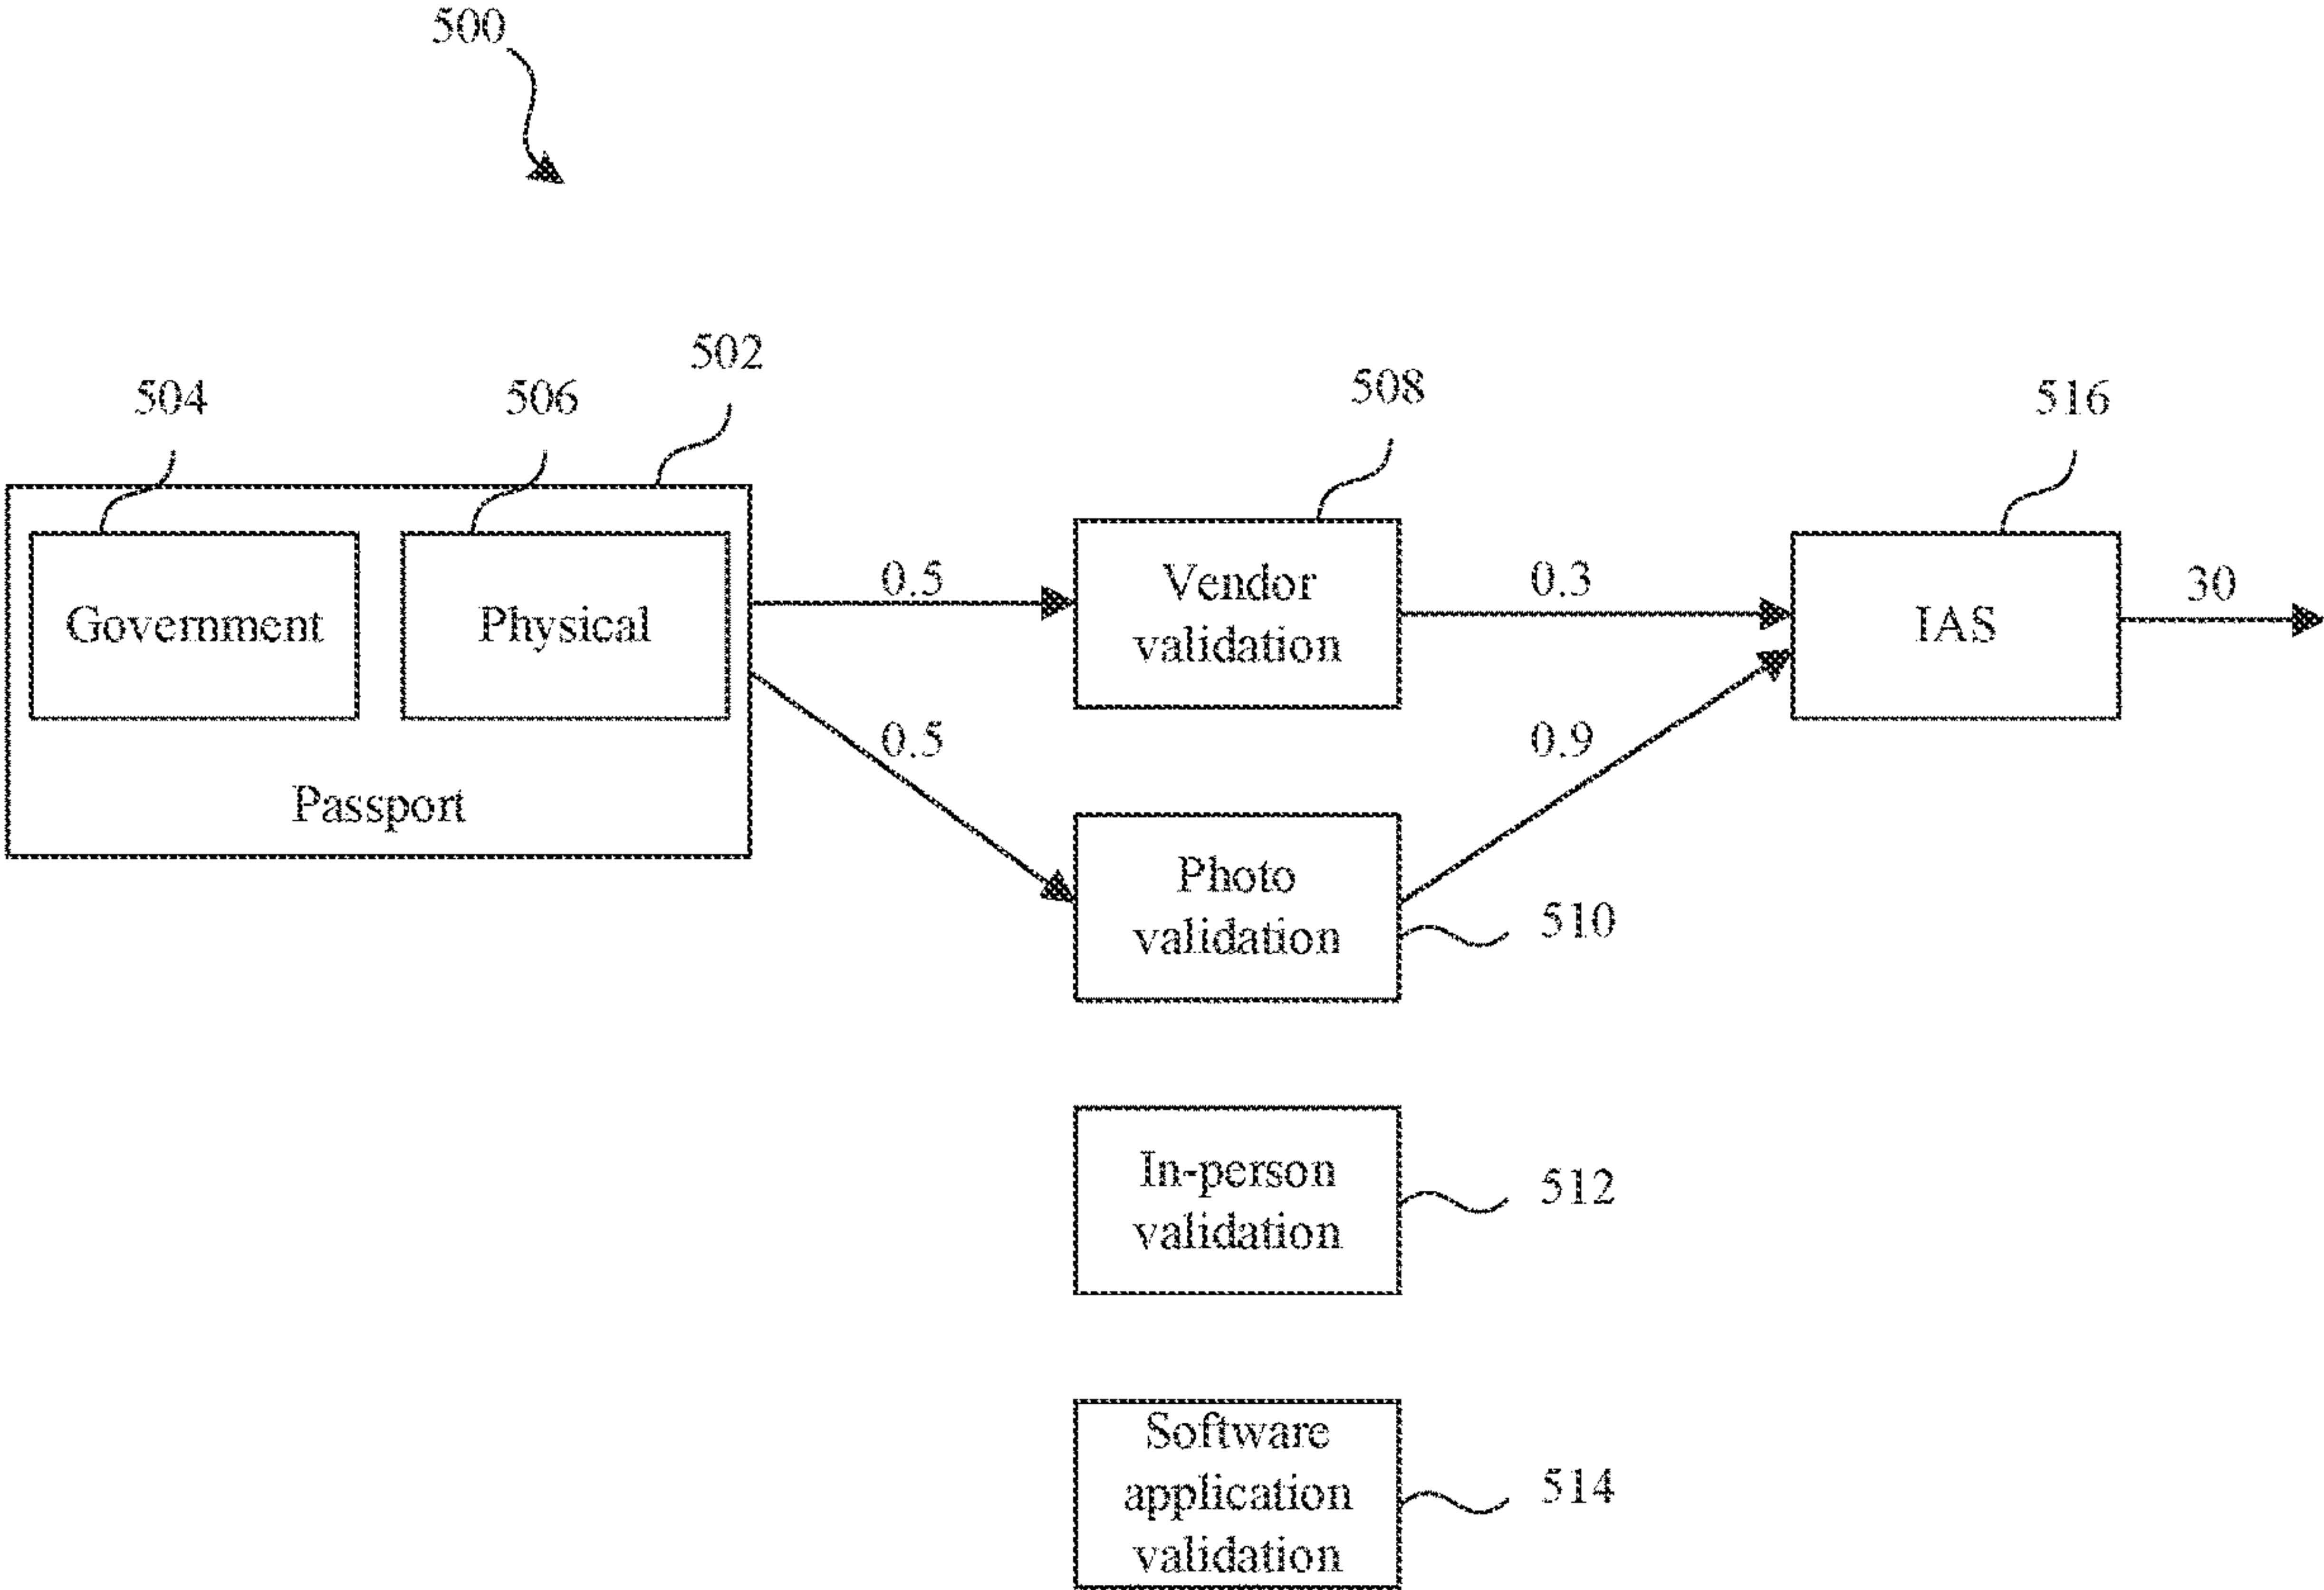 500
502
504
506
508
516
Government
Physical
Passport
0.5
0.5
Vendor
validation
0.3
0.9
IAS
30
Photo
validation
510
In-person
validation
512
Software
application
validation
514